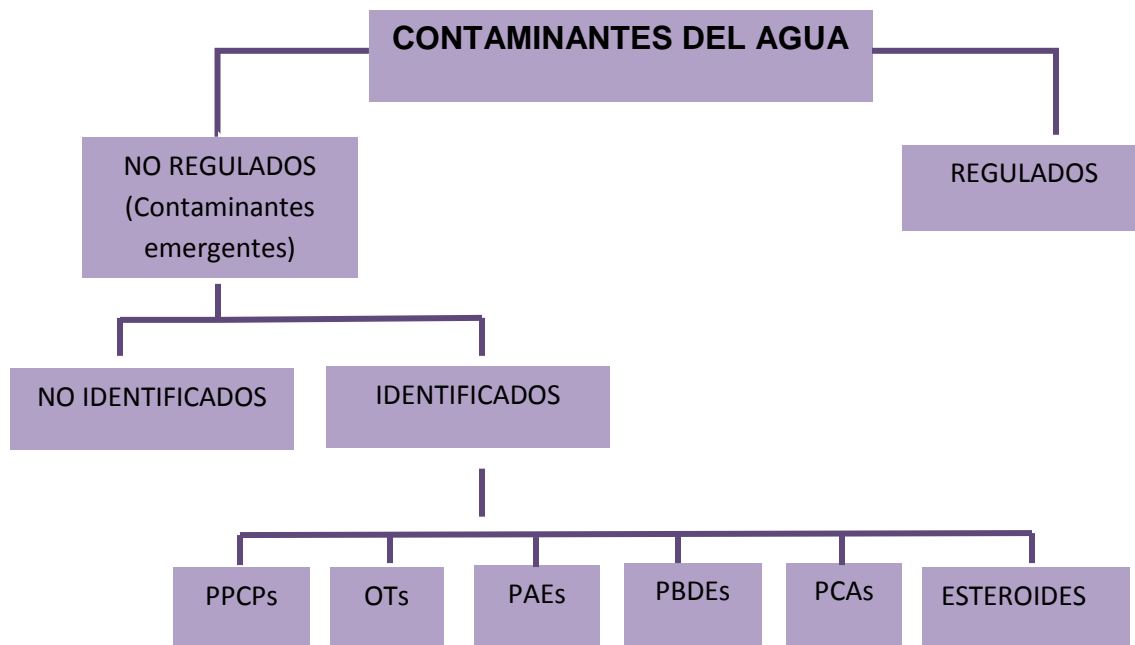 CONTAMINANTES DEL AGUA
NO REGULADOS
(Contaminantes
emergentes)
REGULADOS
NO IDENTIFICADOS
IDENTIFICADOS
PPCPs
OTs
PAEs
PBDEs
PCAs
ESTEROIDES